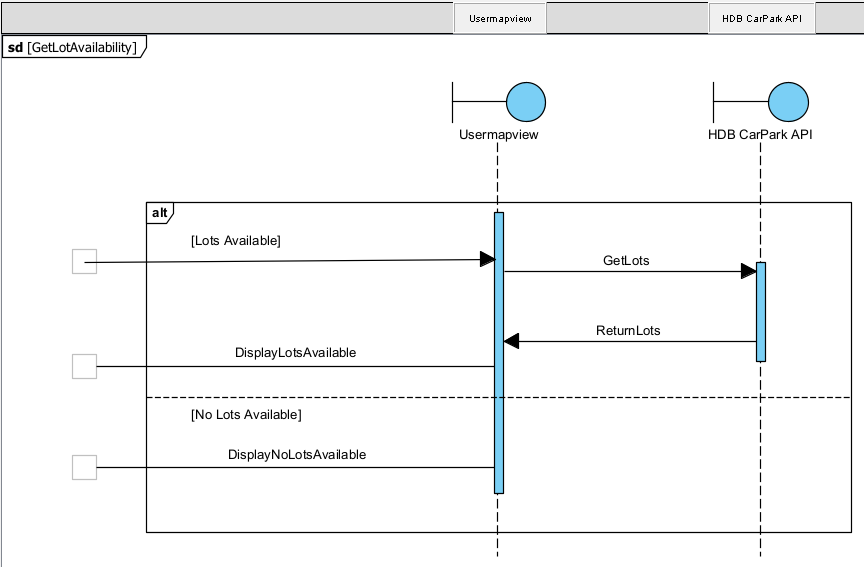 Usermapview
HDB CarPark API
sd [GetLotAvailability]
Usermapview
HDB CarPark API
alt
[Lots Available]
GetLots
ReturnLots
DisplayLotsAvailable
[No Lots Available]
DisplayNoLotsAvailable